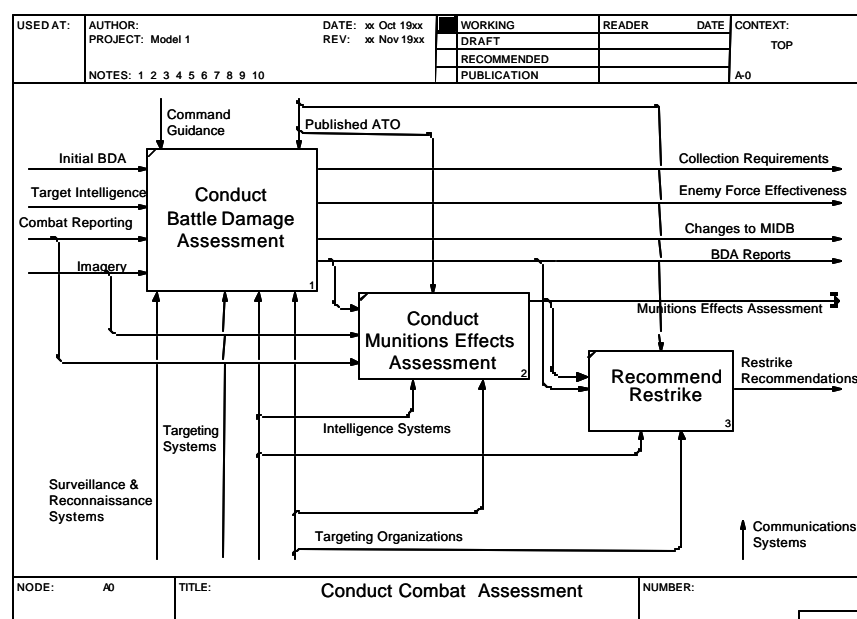 USED AT:
AUTHOR:
DATE: xx Oct 19xx
WORKING
READER
DATE
CONTEXT:
PROJECT: Model 1
REV: xx Nov 19xx
DRAFT
TOP
RECOMMENDED
NOTES: 1 2 3 4 5 6 7 8 9 10
PUBLICATION
A-0
Command
Guidance
Published ATO
Initial BDA
Target Intelligence
Combat Reporting
Imagery
Conduct
Battle Damage
Assessment
1
Collection Requirements
Enemy Force Effectiveness
Changes to MIDB
BDA Reports
Munitions Effects Assessment
Conduct
Munitions Effects
Assessment
2
Recommend
Restrike
3
Restrike
Recommendations
Targeting
Systems
Intelligence Systems
Surveillance &
Reconnaissance
Systems
Targeting Organizations
Communications
Systems
NODE:
A0
TITLE:
Conduct Combat Assessment
NUMBER: